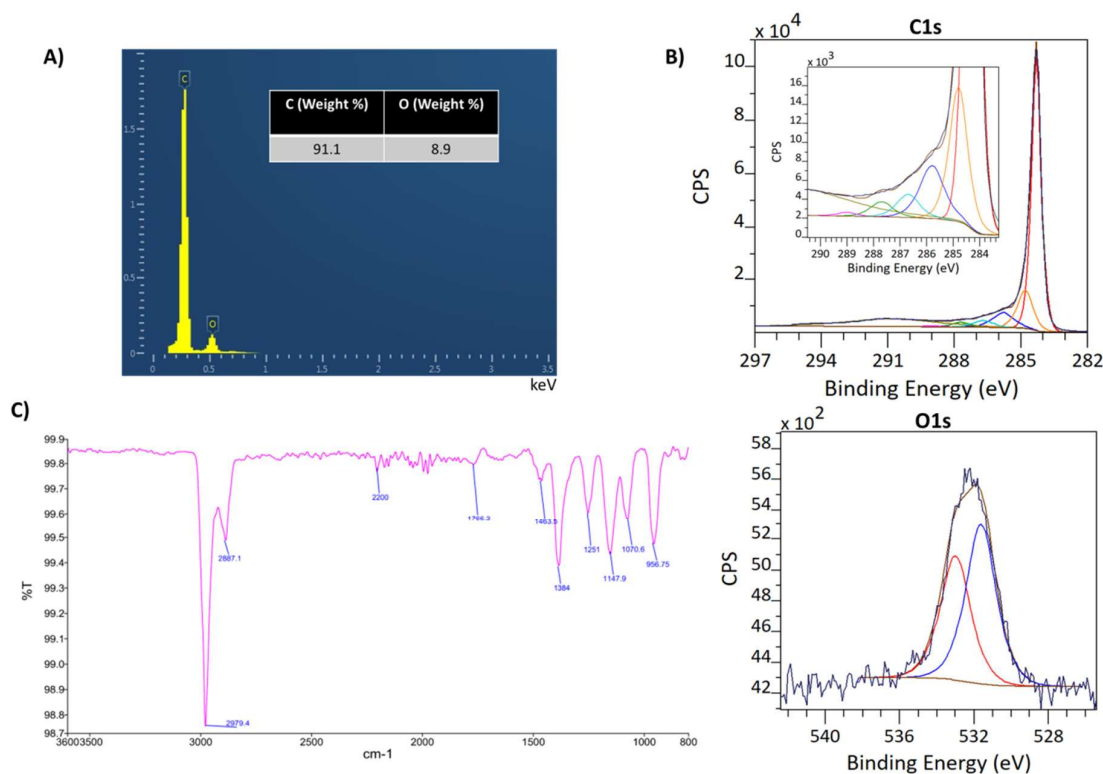 A)
C
O
C (Weight %) O (Weight %)
91.1 8.9
1.5
0.5
0
0 0.5 1 1.5 2 2.5 3 3.5
keV
B)
C1s
x 10^4
10
8
6
4
2
CPS
297 294 291 288 285 282
Binding Energy (eV)
x 10^3
16
14
12
10
8
6
4
2
0
CPS
290 289 288 287 286 285 284
Binding Energy (eV)
C)
99.9
99.8
99.7
99.6
99.5
99.4
99.3
99.2
99.1
99.0
98.9
98.8
98.7
%T
2979.4
2887.1
2200
1463.5
1384
1251
1147.9
1070.6
956.75
3600 3500 3000 2500 2000 1500 1000 800
cm-1
O1s
x 10^2
58
56
54
52
50
48
46
44
42
CPS
540 536 532 528
Binding Energy (eV)